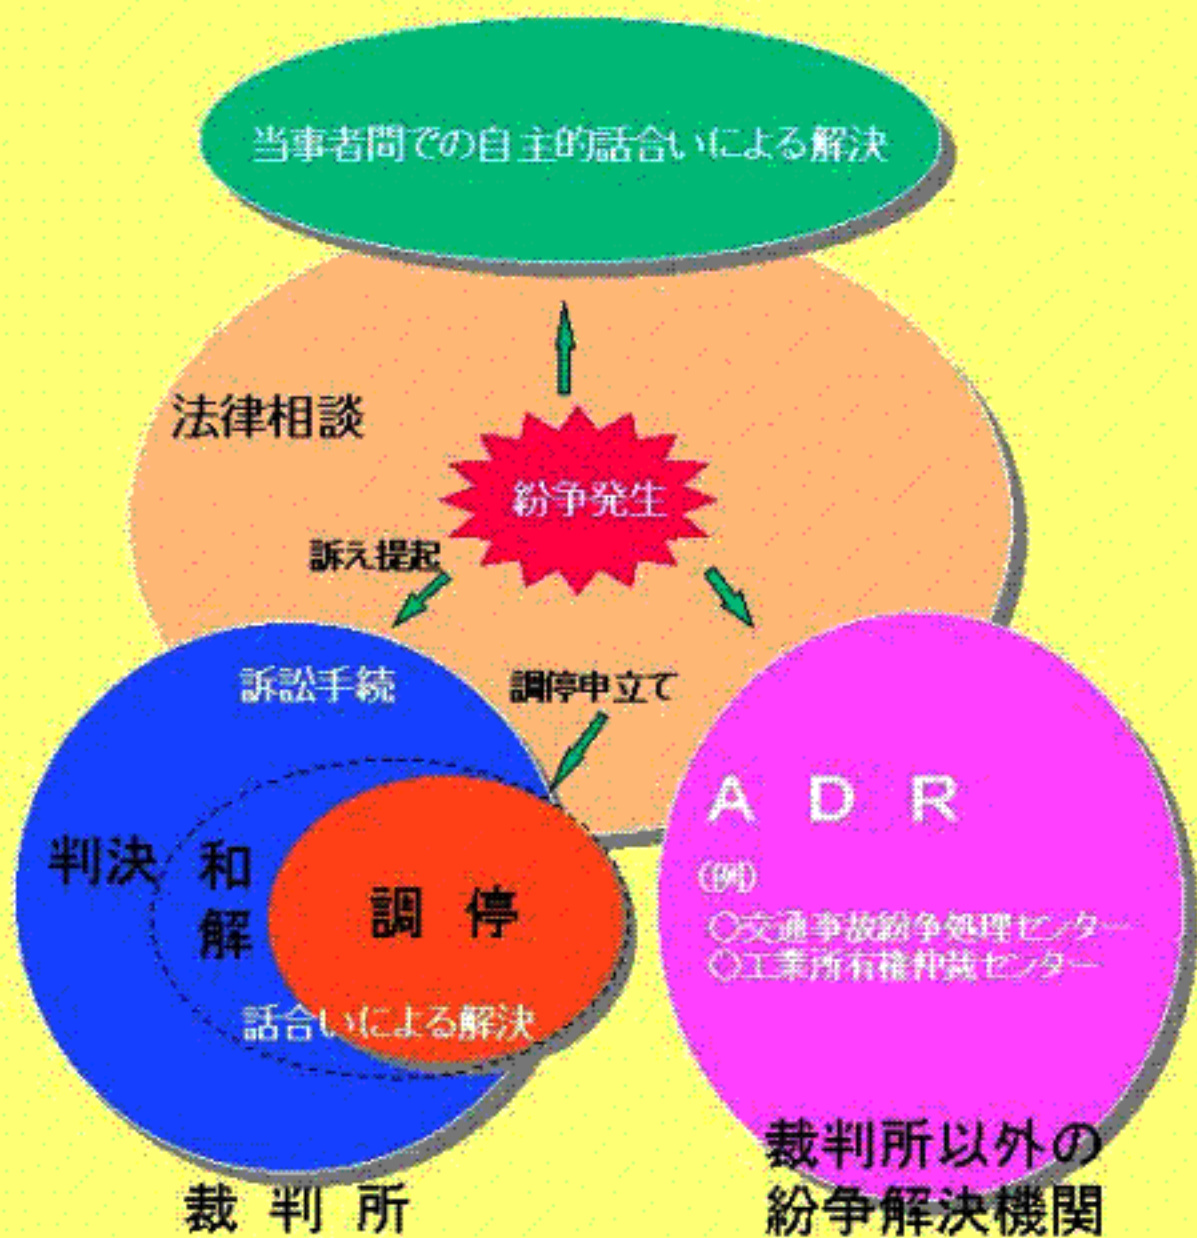 当事者間での自主的話合いによる解決
法律相談
紛争発生
訴え提起
訴訟手続
調停申立て
判決
和解
調 停
話合いによる解決
A D R
(例)
○交通事故紛争処理センター
○工業所有権仲裁センター
裁 判 所
裁判所以外の
紛争解決機関